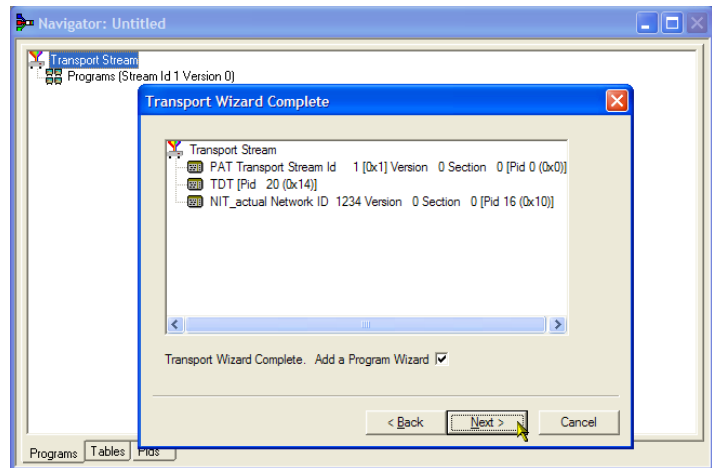 Navigator: Untitled
Transport Stream
Programs (Stream Id 1 Version 0)
Transport Wizard Complete
Transport Stream
PAT Transport Stream Id 1 [0x1] Version 0 Section 0 [Pid 0 (0x0)]
TDT [Pid 20 (0x14)]
NIT_actual Network ID 1234 Version 0 Section 0 [Pid 16 (0x10)]
Transport Wizard Complete. Add a Program Wizard
< Back
Next >
Cancel
Programs
Tables
Pids